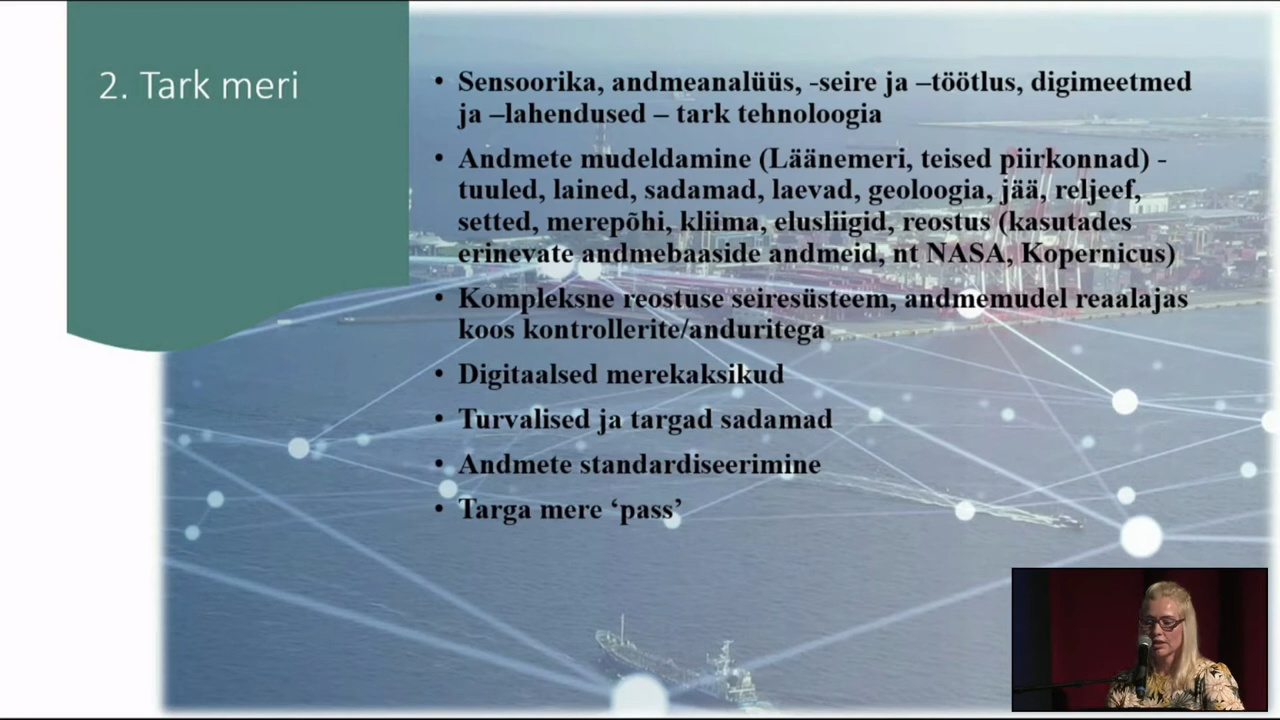 2. Tark meri
• Sensoorika, andmeanalüüs, -seire ja –töötlus, digimeetmed
ja –lahendused – tark tehnoloogia
• Andmete mudeldamine (Läänemeri, teised piirkonnad) -
tuuled, lained, sadamad, laevad, geoloogia, jää, reljeef,
setted, merepõhi, kliima, elusliigid, reostus (kasutades
erinevate andmebaaside andmeid, nt NASA, Kopernicus)
• Kompleksne reostuse seiresüsteem, andmemudel reaalajas
koos kontrollerite/anduritega
• Digitaalsed merekaksikud
• Turvalised ja targad sadamad
• Andmete standardiseerimine
• Targa mere ‘pass’